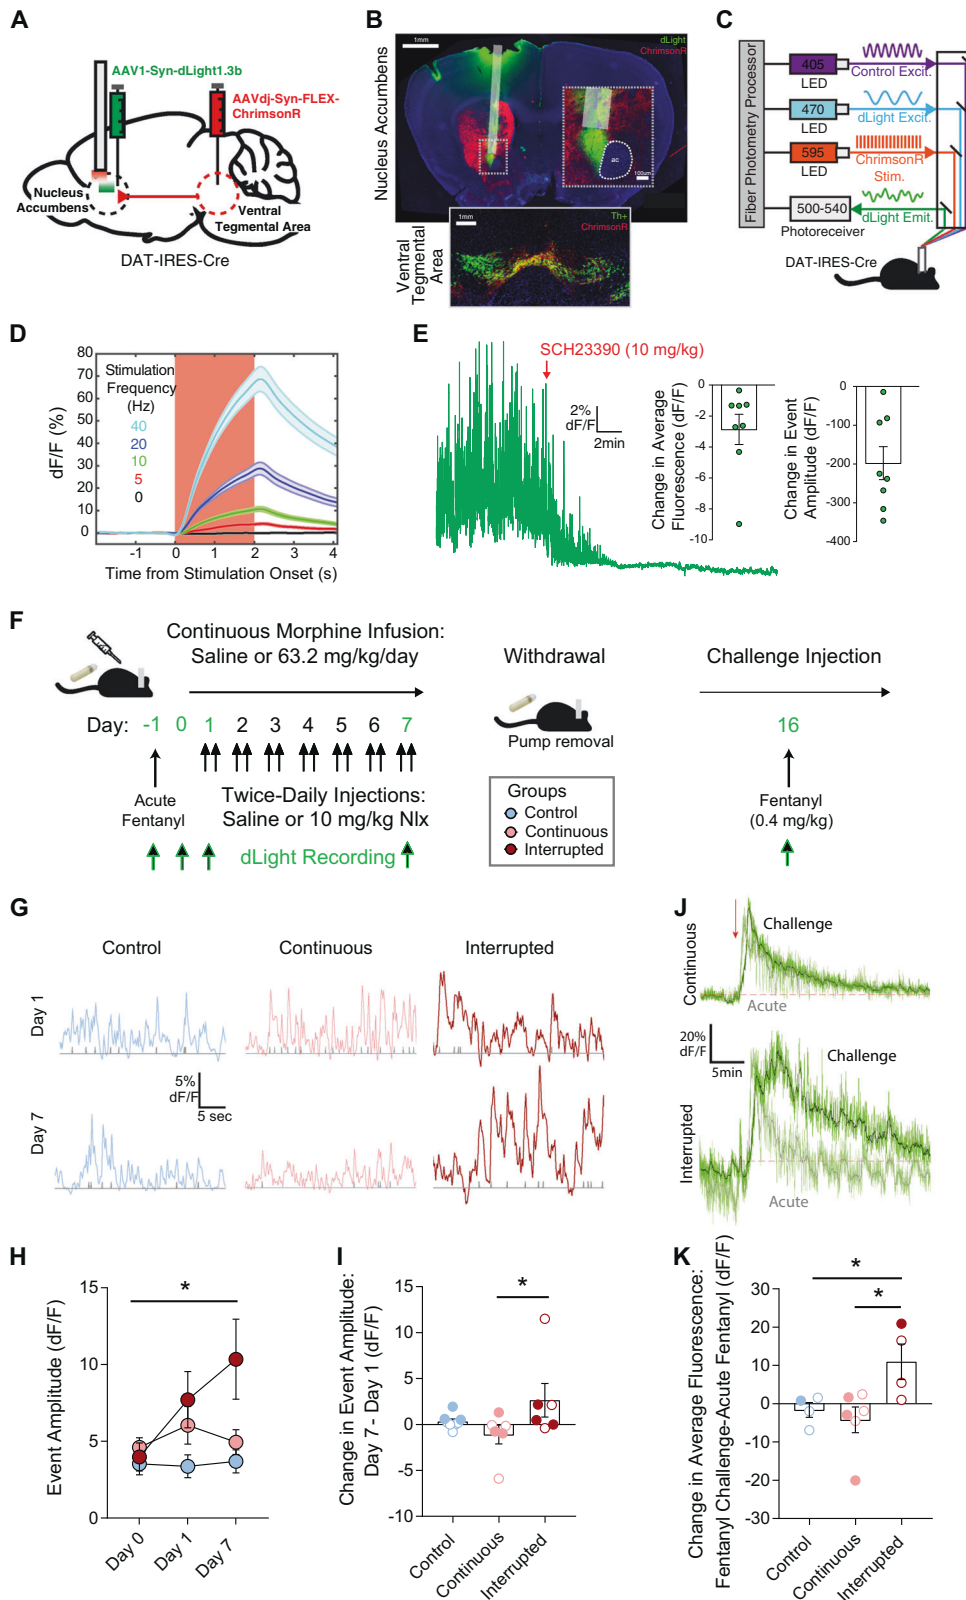 A
AAV1-Syn-dLight1.3b
AAVdj-Syn-FLEX-
ChrimsonR
Nucleus
Accumbens
Ventral
Tegmental Area
DAT-IRES-Cre
B
Nucleus Accumbens
1mm
dLight
ChrimsonR
ac
100um
Ventral
Tegmental
Area
1mm
Th+
ChrimsonR
C
Fiber Photometry Processor
405
LED
Control Excit.
470
LED
dLight Excit.
595
LED
ChrimsonR
Stim.
500-540
Photoreceiver
dLight Emit.
DAT-IRES-Cre
D
dF/F (%)
80
70
60
50
40
30
20
10
0
Stimulation
Frequency
(Hz)
40
20
10
5
0
-1 0 1 2 3 4
Time from Stimulation Onset (s)
E
SCH23390 (10 mg/kg)
2%
dF/F
2min
Change in Average
Fluorescence (dF/F)
0
-2
-4
-6
-8
-10
Change in Event
Amplitude (dF/F)
0
-100
-200
-300
-400
F
Continuous Morphine Infusion:
Saline or 63.2 mg/kg/day
Withdrawal
Challenge Injection
Pump removal
Day: -1 0 1 2 3 4 5 6 7
16
Acute
Fentanyl
Twice-Daily Injections:
Saline or 10 mg/kg Nlx
dLight Recording
Groups
Control
Continuous
Interrupted
Fentanyl
(0.4 mg/kg)
G
Control
Continuous
Interrupted
Day 1
5%
dF/F
5 sec
Day 7
J
Continuous
Challenge
Acute
20%
dF/F
5min
Interrupted
Challenge
Acute
H
Event Amplitude (dF/F)
15
10
5
0
*
Day 0
Day 1
Day 7
I
Change in Event Amplitude:
Day 7 - Day 1 (dF/F)
15
10
5
0
-5
-10
*
Control
Continuous
Interrupted
K
Change in Average Fluorescence:
Fentanyl Challenge-Acute Fentanyl (dF/F)
30
20
10
0
-10
-20
-30
*
*
Control
Continuous
Interrupted